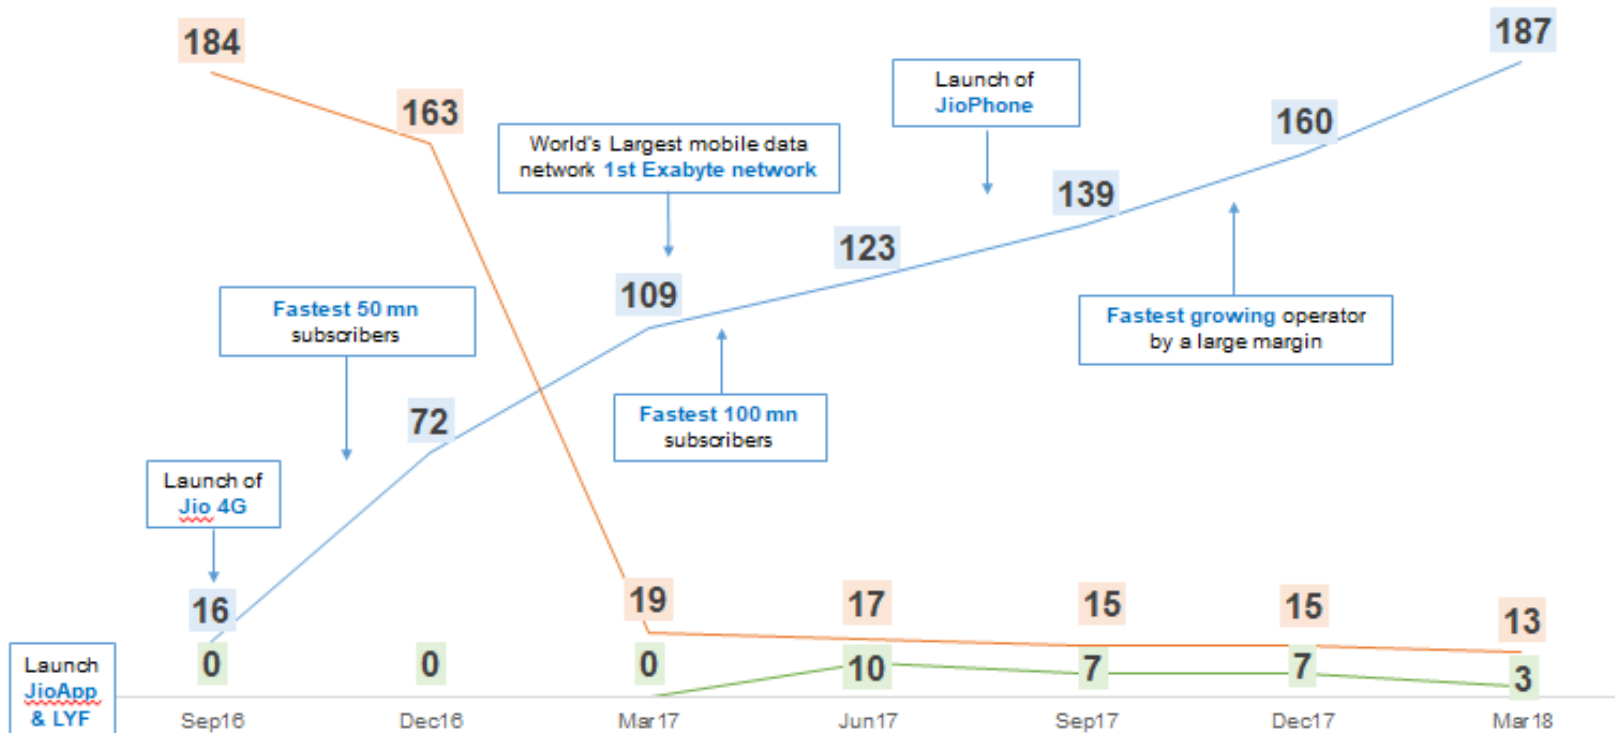 184
187
163
Launch of
JioPhone
160
World's Largest mobile data
network 1st Exabyte network
139
123
109
Fastest 50 mn
subscribers
Fastest growing operator
by a large margin
72
Fastest 100 mn
subscribers
Launch of
Jio 4G
16
19
17
15
15
13
0
0
0
10
7
7
3
Launch
JioApp
& LYF
Sep16
Dec16
Mar17
Jun17
Sep17
Dec17
Mar18